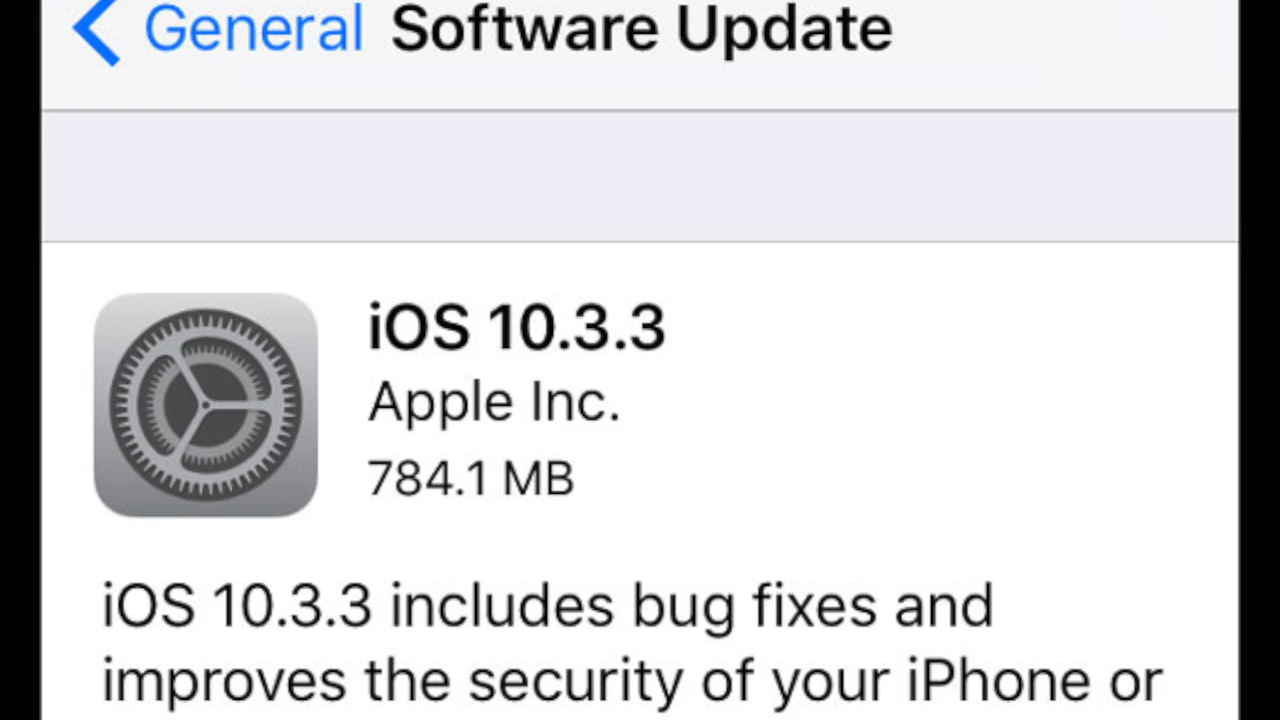 General Software Update
iOS 10.3.3
Apple Inc.
784.1 MB
iOS 10.3.3 includes bug fixes and
improves the security of your iPhone or